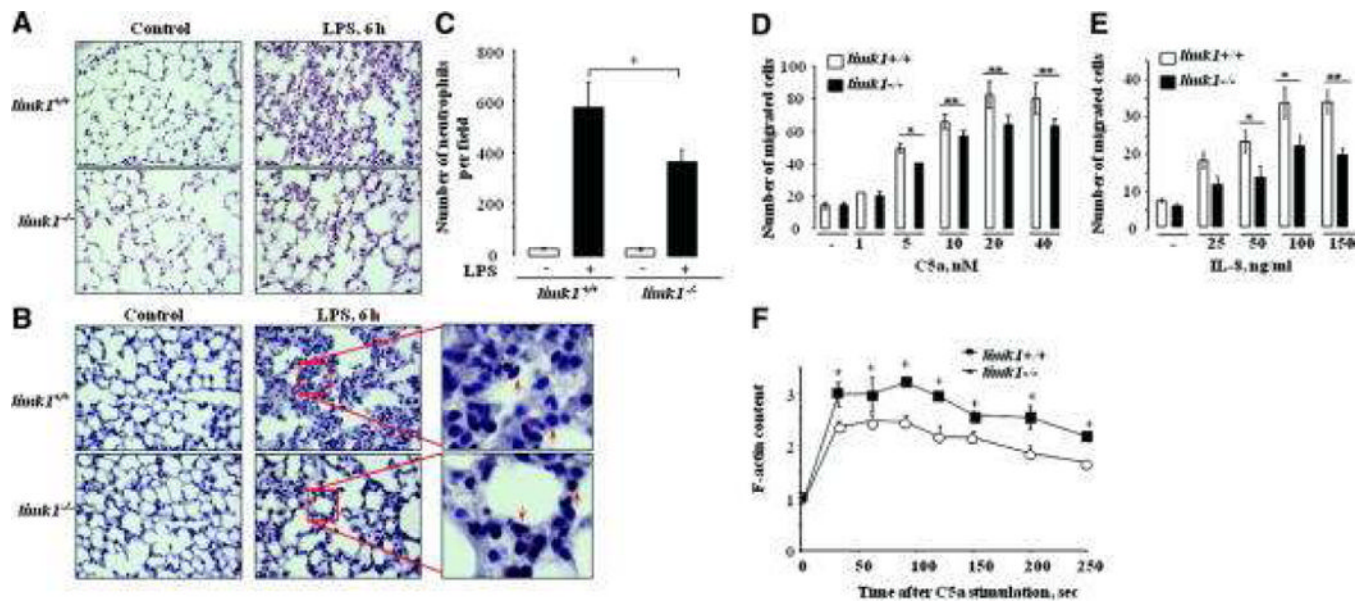 A
Control
LPS, 6 h
limk1+/+
limk1-/-
B
Control
LPS, 6 h
limk1+/+
limk1-/-
C
Number of neutrophils
per field
800
600
400
200
0
LPS
- + - +
limk1+/+
limk1-/-
+
D
limk1+/+
limk1-/-
Number of migrated cells
100
80
60
40
20
0
* ** ** **
- 1 5 10 20 40
C5a, nM
E
limk1+/+
limk1-/-
Number of migrated cells
40
30
20
10
0
* * **
- 25 50 100 150
IL-8, ng/ml
F
limk1+/+
limk1-/-
F-actin content
3
2
1
0
* * * * * * *
0 50 100 150 200 250
Time after C5a stimulation, sec